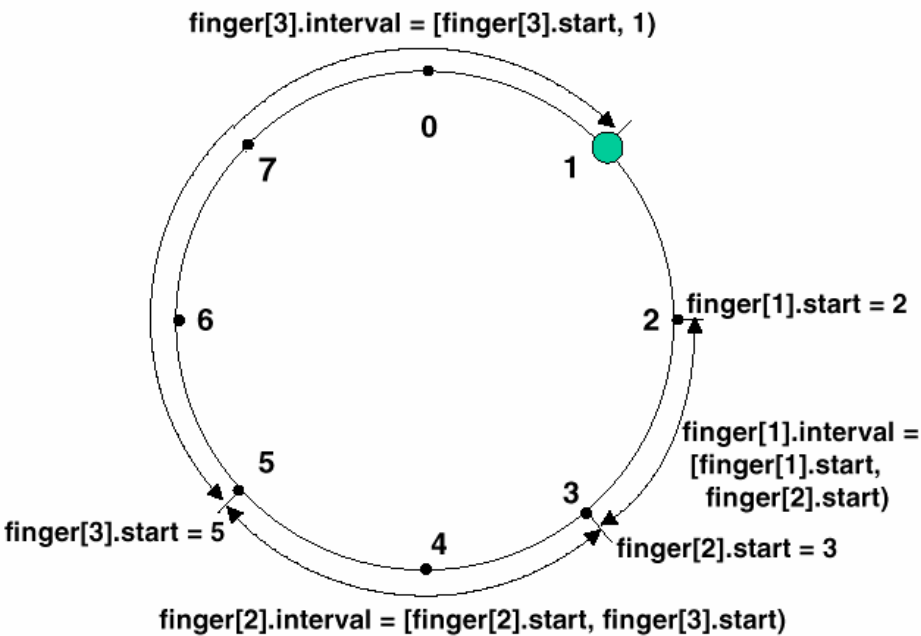 finger[3].interval = [finger[3].start, 1)
0
1
7
6
2
finger[1].start = 2
finger[1].interval =
[finger[1].start,
finger[2].start)
5
3
finger[3].start = 5
4
finger[2].start = 3
finger[2].interval = [finger[2].start, finger[3].start)